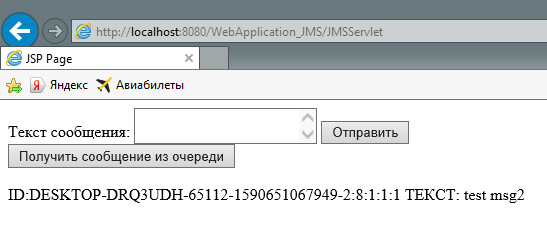 http://localhost:8080/WebApplication_JMS/JMSServlet
JSP Page
Яндекс Авиабилеты
Текст сообщения: Отправить
Получить сообщение из очереди
ID:DESKTOP-DRQ3UDH-65112-1590651067949-2:8:1:1:1 ТЕКСТ: test msg2